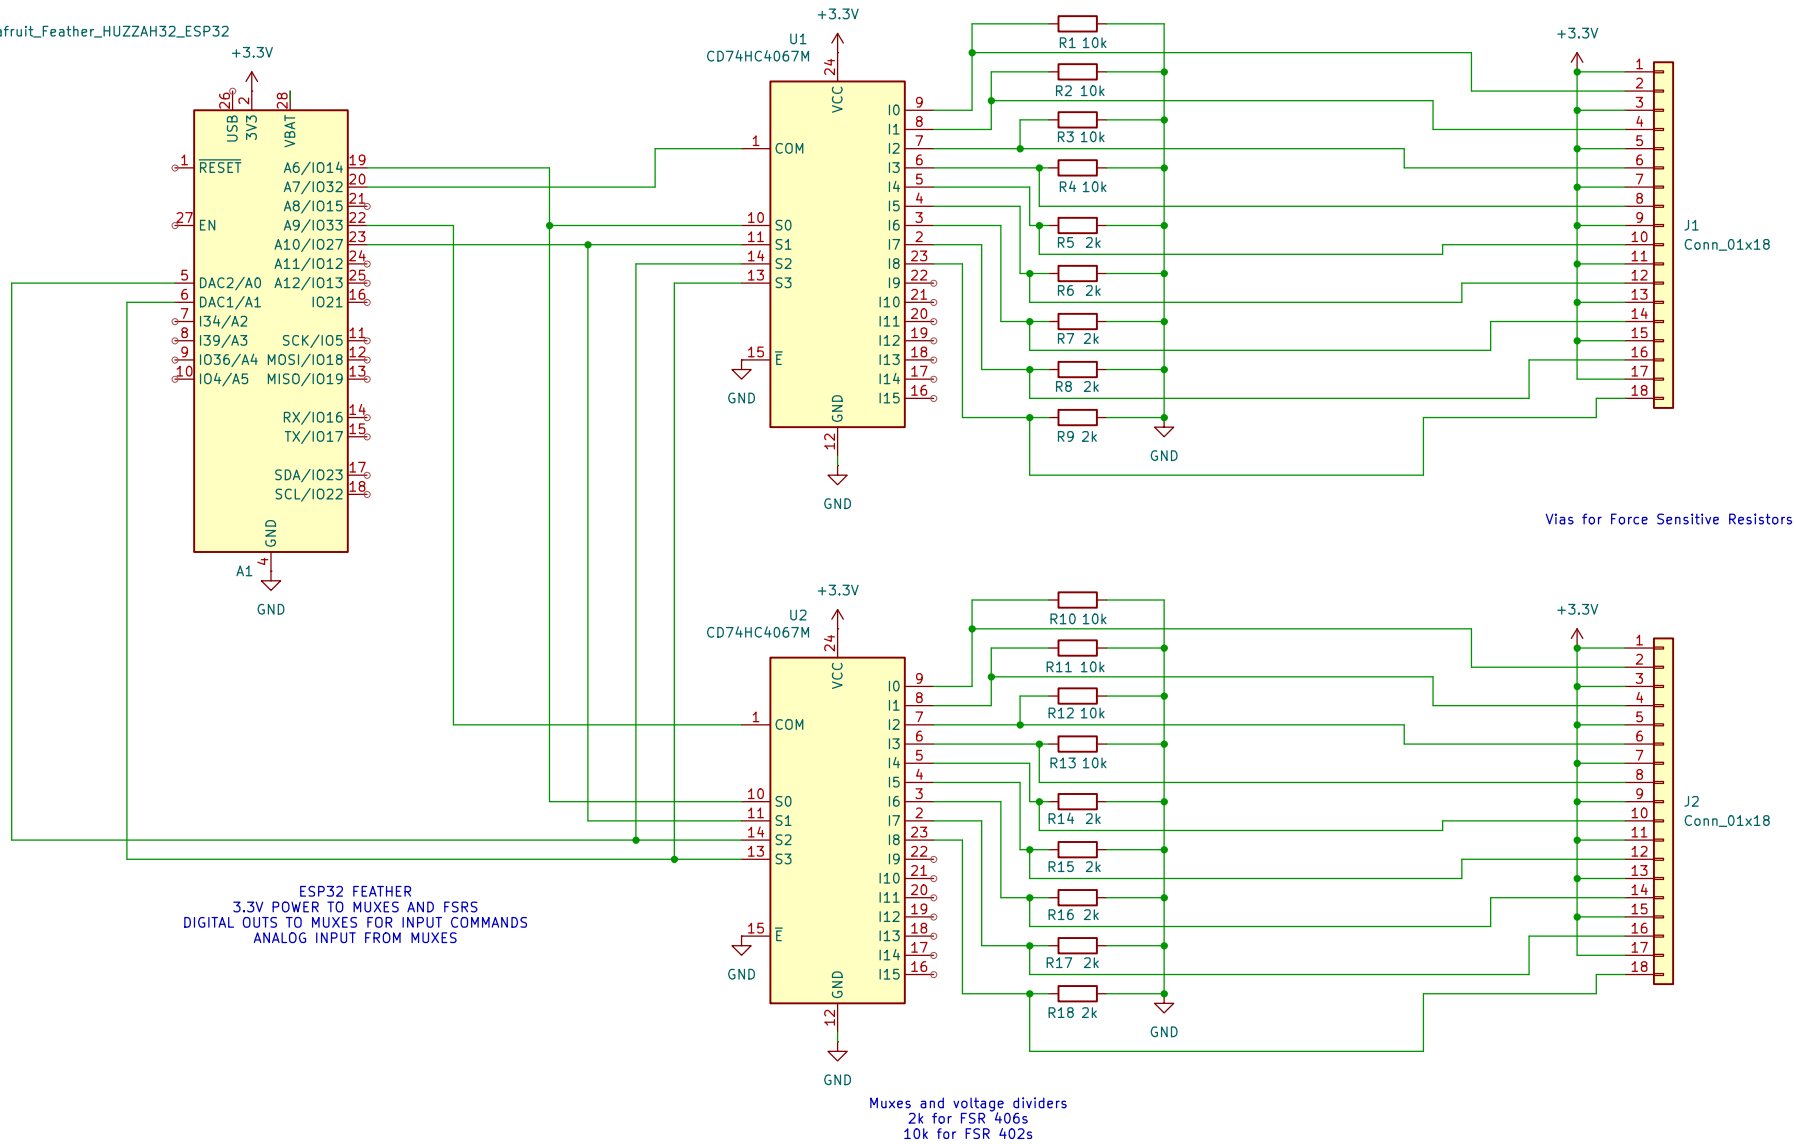 afruit_Feather_HUZZAH32_ESP32
+3.3V
26
2
28
USB
3V3
VBAT
1 RESET
27 EN
5 DAC2/A0
6 DAC1/A1
7 I34/A2
8 I39/A3
9 IO36/A4
10 IO4/A5
A6/IO14 19
A7/IO32 20
A8/IO15 21
A9/IO33 22
A10/IO27 23
A11/IO12 24
A12/IO13 25
IO21 16
SCK/IO5 11
MOSI/IO18 12
MISO/IO19 13
RX/IO16 14
TX/IO17 15
SDA/IO23 17
SCL/IO22 18
GND
4
A1
GND
ESP32 FEATHER
3.3V POWER TO MUXES AND FSRS
DIGITAL OUTS TO MUXES FOR INPUT COMMANDS
ANALOG INPUT FROM MUXES
+3.3V
U1
CD74HC4067M
24
VCC
1 COM
10 S0
11 S1
14 S2
13 S3
15 E
GND
I0 9
I1 8
I2 7
I3 6
I4 5
I5 4
I6 3
I7 2
I8 23
I9 22
I10 21
I11 20
I12 19
I13 18
I14 17
I15 16
GND
12
GND
R1 10k
R2 10k
R3 10k
R4 10k
R5 2k
R6 2k
R7 2k
R8 2k
R9 2k
GND
+3.3V
1
2
3
4
5
6
7
8
9
10
11
12
13
14
15
16
17
18
J1
Conn_01x18
Vias for Force Sensitive Resistors
+3.3V
U2
CD74HC4067M
24
VCC
1 COM
10 S0
11 S1
14 S2
13 S3
15 E
GND
I0 9
I1 8
I2 7
I3 6
I4 5
I5 4
I6 3
I7 2
I8 23
I9 22
I10 21
I11 20
I12 19
I13 18
I14 17
I15 16
GND
12
GND
R10 10k
R11 10k
R12 10k
R13 10k
R14 2k
R15 2k
R16 2k
R17 2k
R18 2k
GND
+3.3V
1
2
3
4
5
6
7
8
9
10
11
12
13
14
15
16
17
18
J2
Conn_01x18
Muxes and voltage dividers
2k for FSR 406s
10k for FSR 402s